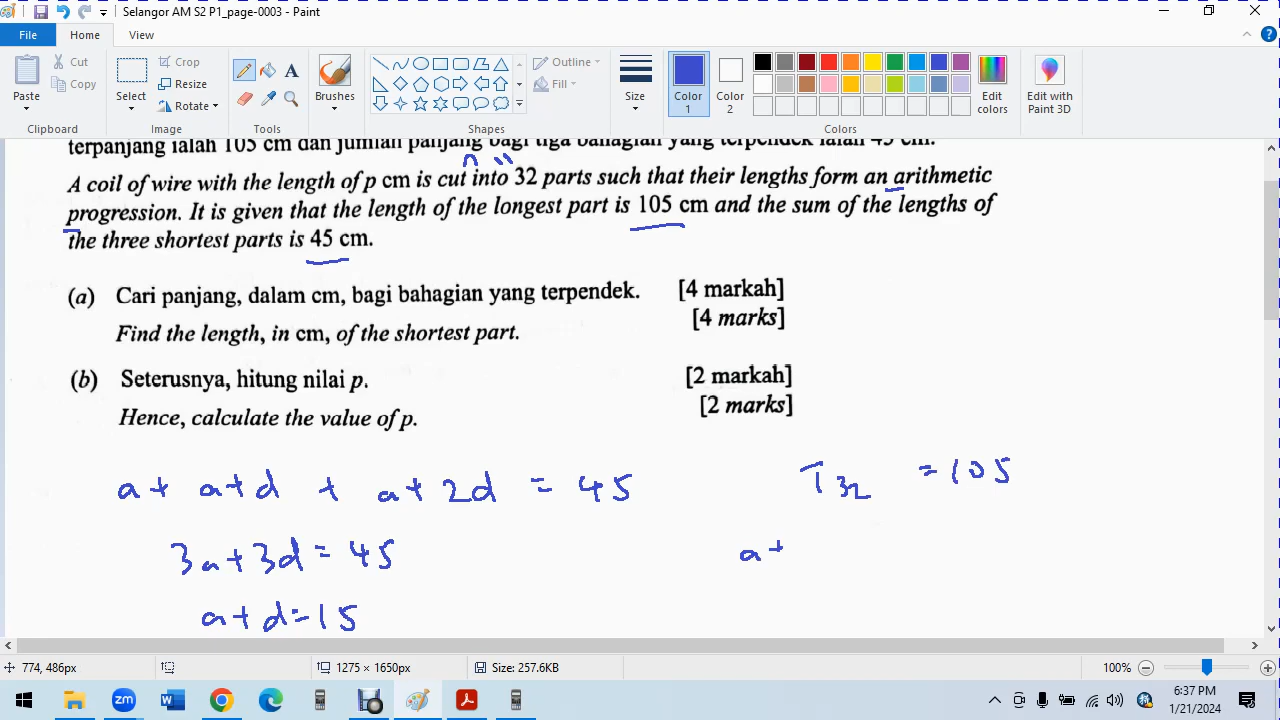 Selangor AM S2 P1_page-0003 - Paint
File Home View
Paste Cut Copy Select Crop Resize Rotate A Brushes Outline Fill Size Color 1 Color 2 Edit colors Edit with Paint 3D
Clipboard Image Tools Shapes Colors
terpanjang ialah 105 cm dan jumlah panjang bagi tiga bahagian yang terpendek ialah 45 cm.
A coil of wire with the length of p cm is cut into 32 parts such that their lengths form an arithmetic
progression. It is given that the length of the longest part is 105 cm and the sum of the lengths of
the three shortest parts is 45 cm.
(a) Cari panjang, dalam cm, bagi bahagian yang terpendek. [4 markah]
Find the length, in cm, of the shortest part. [4 marks]
(b) Seterusnya, hitung nilai p. [2 markah]
Hence, calculate the value of p. [2 marks]
a + a+d + a+2d = 45 T32 = 105
3a+3d = 45 a +
a+d=15
774, 486px 1275 × 1650px Size: 257.6KB 100%
zm W 6:37 PM
1/21/2024